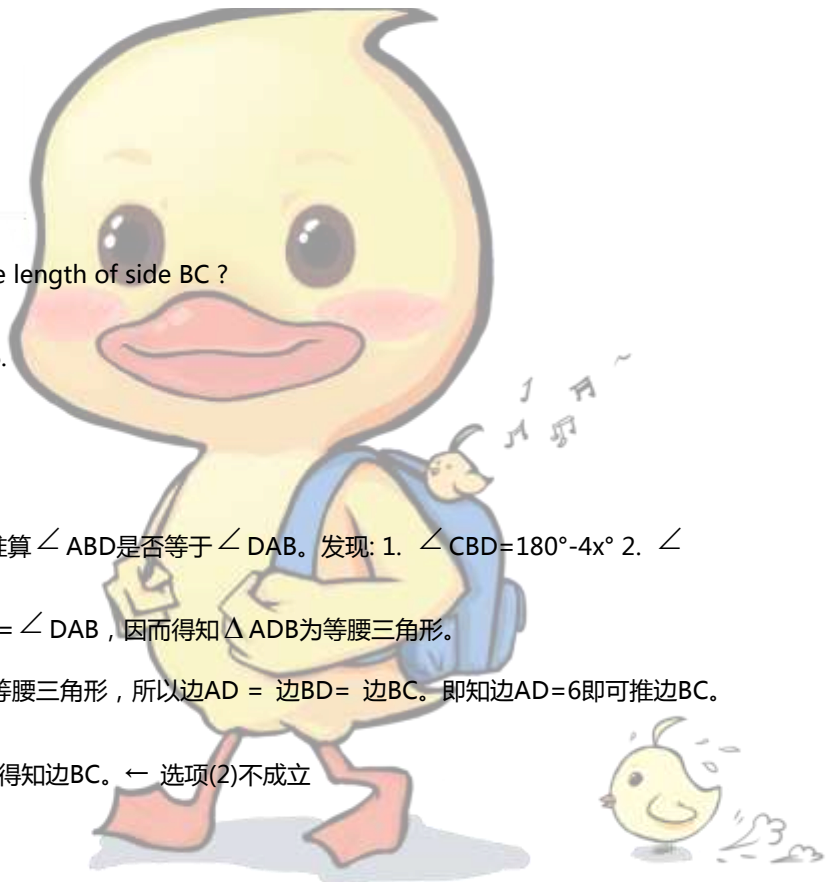 length of side BC ?
算∠ ABD是否等于∠ DAB。发现: 1. ∠ CBD=180°-4x° 2. ∠
=∠ DAB，因而得知Δ ADB为等腰三角形。
腰三角形，所以边AD = 边BD= 边BC。即知边AD=6即可推边BC。
得知边BC。← 选项(2)不成立